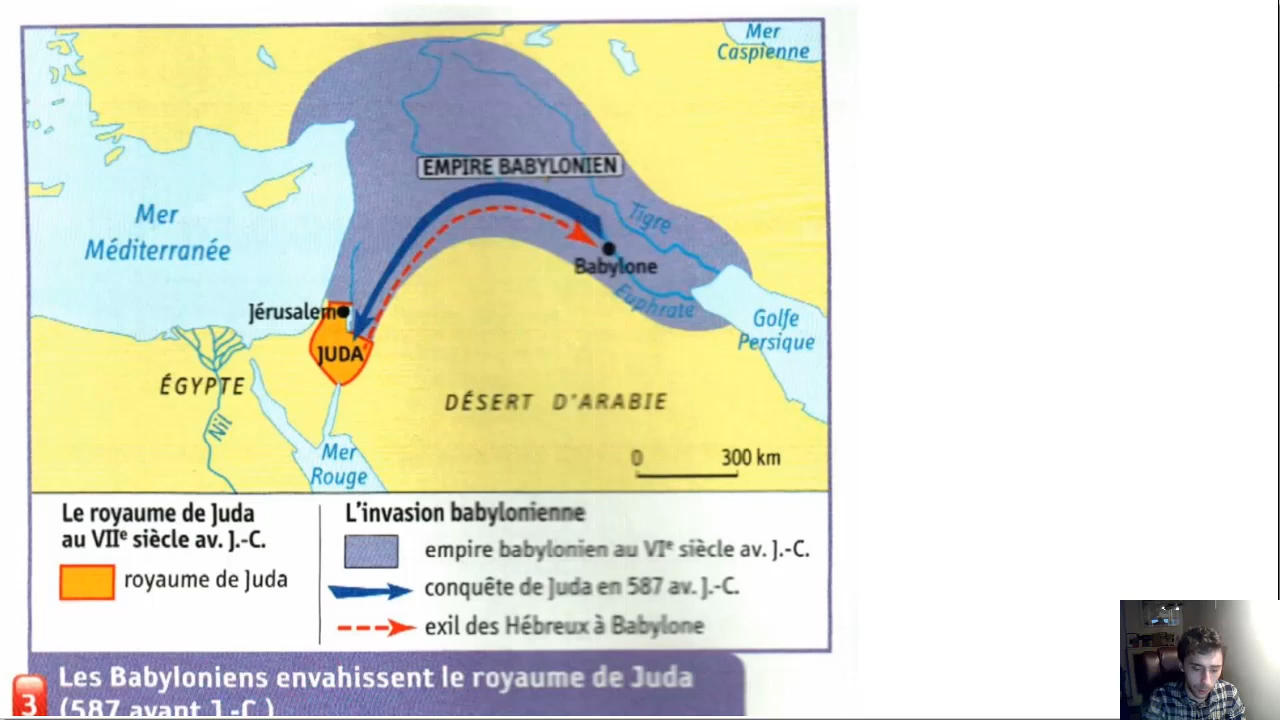 Mer
Caspienne
EMPIRE BABYLONIEN
Mer
Méditerranée
Tigre
Babylone
Euphrate
Jérusalem
Golfe
Persique
JUDA
ÉGYPTE
DÉSERT D'ARABIE
Nil
Mer
Rouge
0 300 km
Le royaume de Juda
au VIIe siècle av. J.-C.
royaume de Juda
L'invasion babylonienne
empire babylonien au VIe siècle av. J.-C.
conquête de Juda en 587 av. J.-C.
exil des Hébreux à Babylone
3
Les Babyloniens envahissent le royaume de Juda
(587 avant J.-C.)